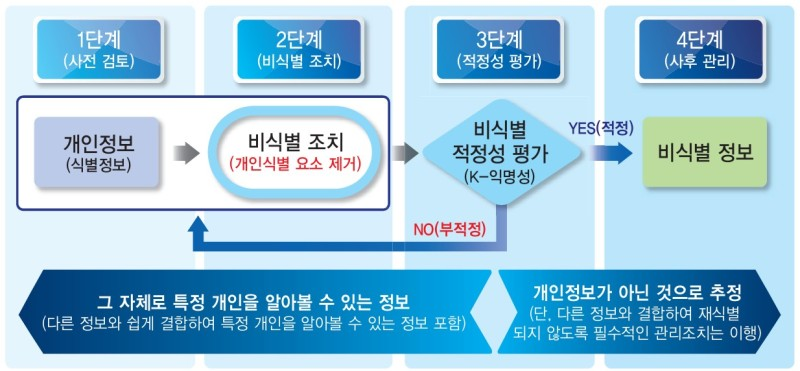 1단계
(사전 검토)
2단계
(비식별 조치)
3단계
(적정성 평가)
4단계
(사후 관리)
개인정보
(식별정보)
비식별 조치
(개인식별 요소 제거)
비식별
적정성 평가
(K-익명성)
YES(적정)
비식별 정보
NO(부적정)
그 자체로 특정 개인을 알아볼 수 있는 정보
(다른 정보와 쉽게 결합하여 특정 개인을 알아볼 수 있는 정보 포함)
개인정보가 아닌 것으로 추정
(단, 다른 정보와 결합하여 재식별
되지 않도록 필수적인 관리조치는 이행)